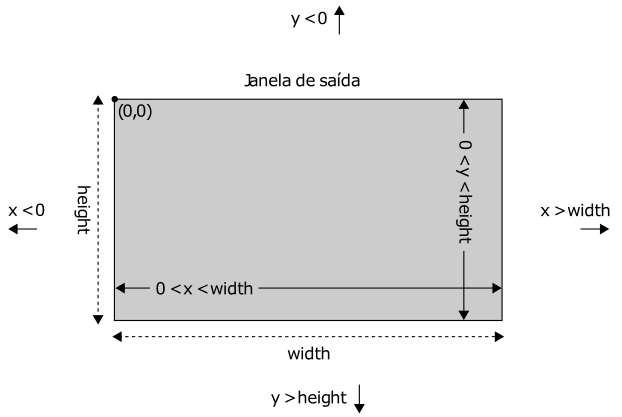 y <0
Janela de saída
(0,0)
0 <y <height
height
x <0
x >width
0 <x <width
width
y >height